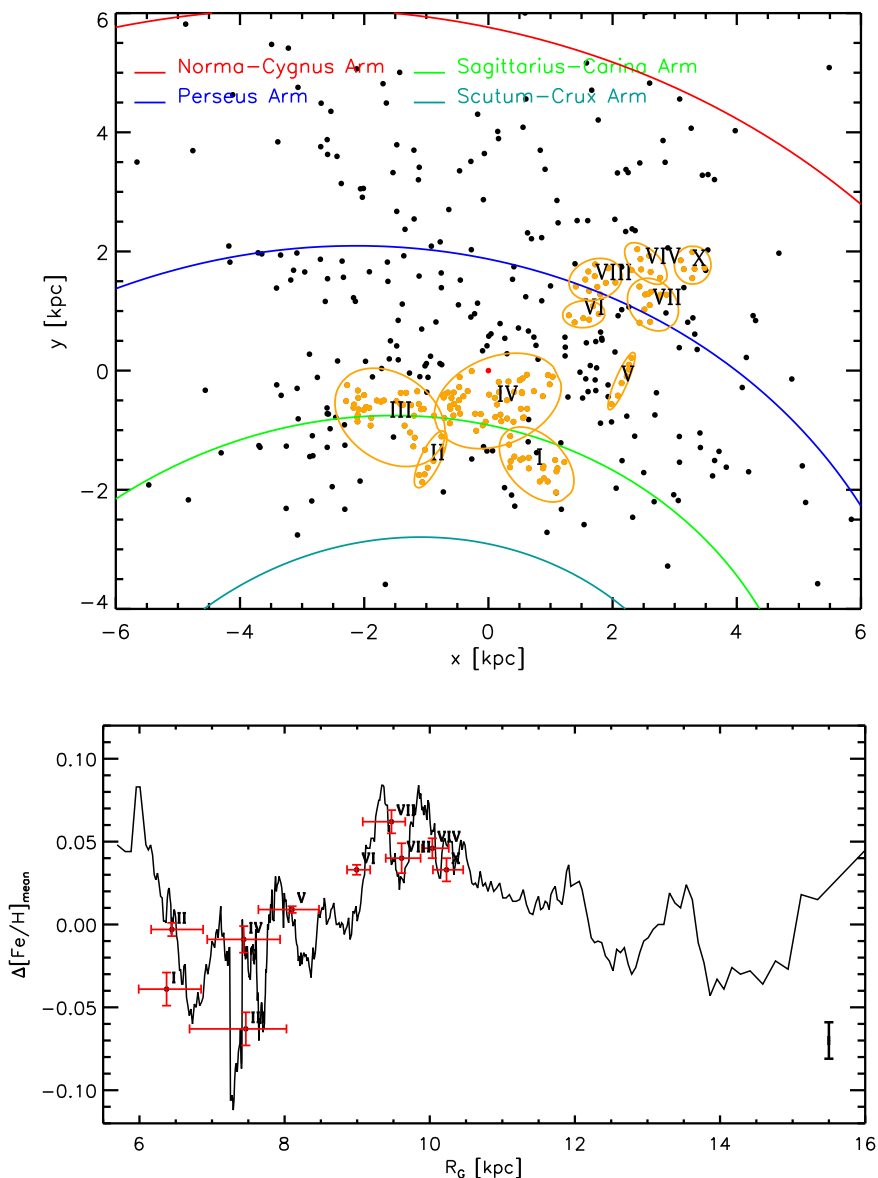 Norma-Cygnus Arm
Sagittarius-Carina Arm
Perseus Arm
Scutum-Crux Arm
6
4
2
0
−2
−4
y [kpc]
VIII
VIV
X
VI
VII
V
IV
III
II
I
−6
−4
−2
0
2
4
6
x [kpc]
0.10
0.05
0.00
−0.05
−0.10
Δ[Fe/H]mean
VII
VIII
VIV
X
VI
V
II
IV
I
III
6
8
10
12
14
16
RG [kpc]